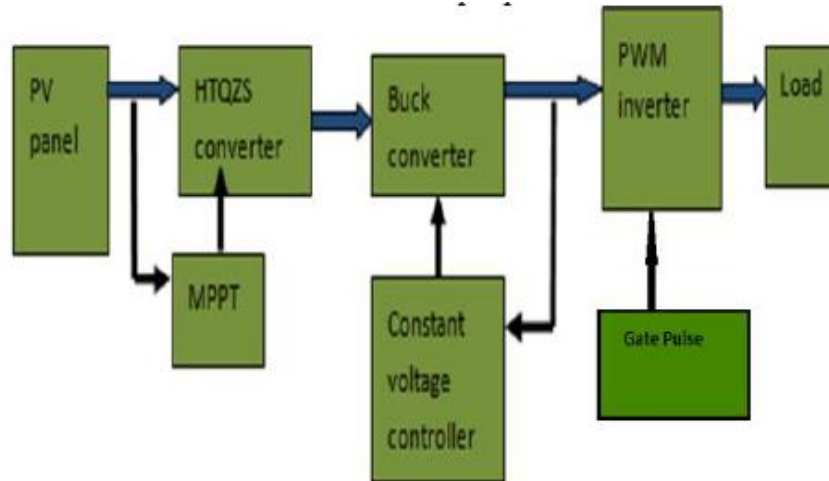 PV
panel
HTQZS
converter
Buck
converter
PWM
inverter
Load
MPPT
Constant
voltage
controller
Gate Pulse